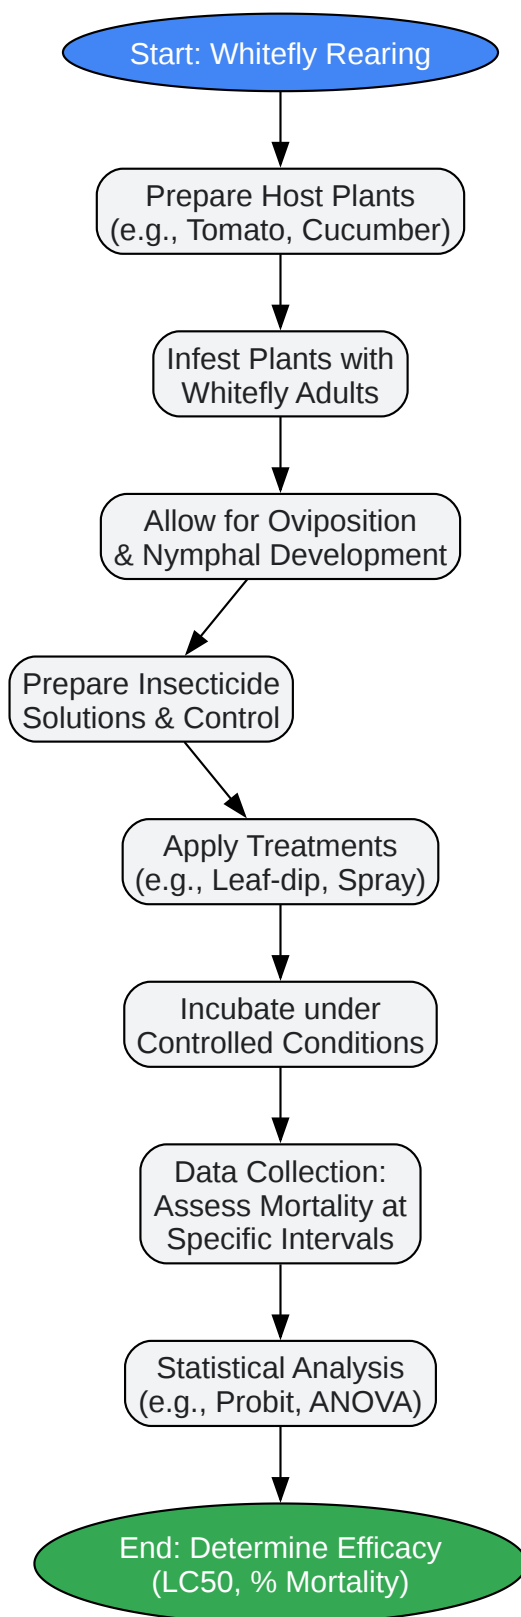 Start: Whitefly Rearing
Prepare Host Plants
(e.g., Tomato, Cucumber)
Infest Plants with
Whitefly Adults
Allow for Oviposition
& Nymphal Development
Prepare Insecticide
Solutions & Control
Apply Treatments
(e.g., Leaf-dip, Spray)
Incubate under
Controlled Conditions
Data Collection:
Assess Mortality at
Specific Intervals
Statistical Analysis
(e.g., Probit, ANOVA)
End: Determine Efficacy
(LC50, % Mortality)